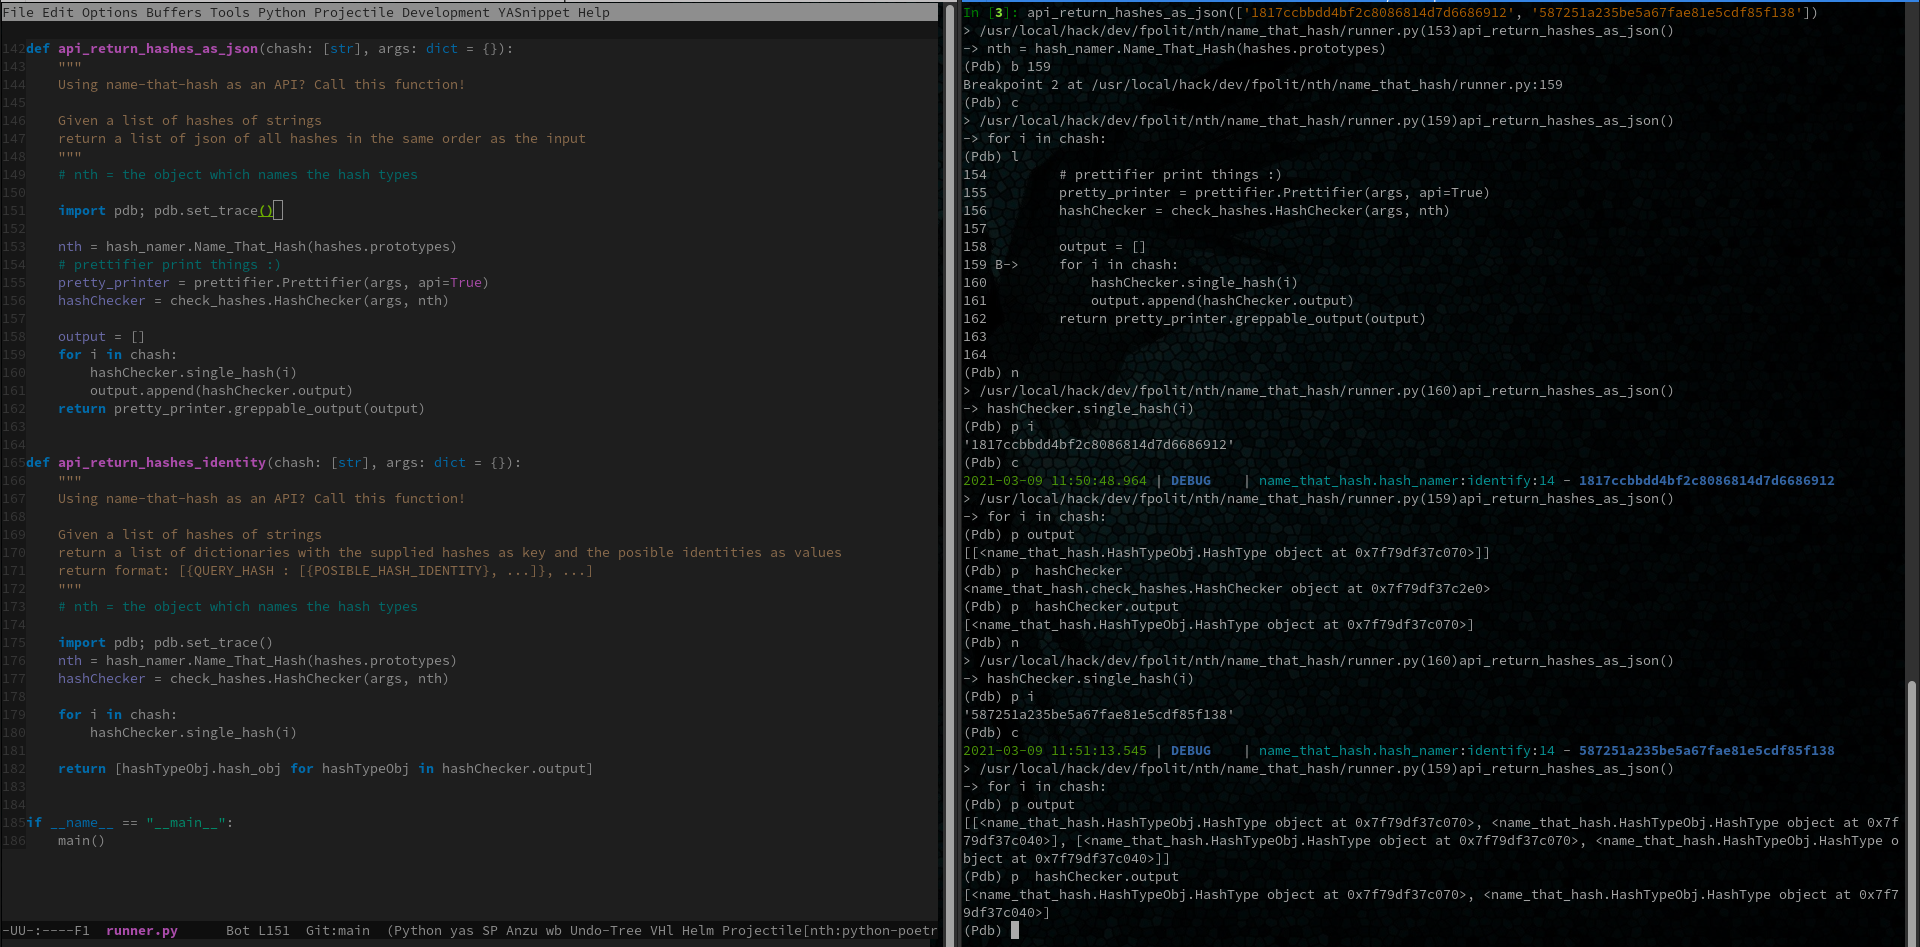 File Edit Options Buffers Tools Python Projectile Development YASnippet Help
142def api_return_hashes_as_json(chash: [str], args: dict = {}):
143    """
144    Using name-that-hash as an API? Call this function!
145
146    Given a list of hashes of strings
147    return a list of json of all hashes in the same order as the input
148    """
149    # nth = the object which names the hash types
150
151    import pdb; pdb.set_trace()
152
153    nth = hash_namer.Name_That_Hash(hashes.prototypes)
154    # prettifier print things :)
155    pretty_printer = prettifier.Prettifier(args, api=True)
156    hashChecker = check_hashes.HashChecker(args, nth)
157
158    output = []
159    for i in chash:
160        hashChecker.single_hash(i)
161        output.append(hashChecker.output)
162    return pretty_printer.greppable_output(output)
163
164
165def api_return_hashes_identity(chash: [str], args: dict = {}):
166    """
167    Using name-that-hash as an API? Call this function!
168
169    Given a list of hashes of strings
170    return a list of dictionaries with the supplied hashes as key and the posible identities as values
171    return format: [{QUERY_HASH : [{POSIBLE_HASH_IDENTITY}, ...]}, ...]
172    """
173    # nth = the object which names the hash types
174
175    import pdb; pdb.set_trace()
176    nth = hash_namer.Name_That_Hash(hashes.prototypes)
177    hashChecker = check_hashes.HashChecker(args, nth)
178
179    for i in chash:
180        hashChecker.single_hash(i)
181
182    return [hashTypeObj.hash_obj for hashTypeObj in hashChecker.output]
183
184
185if __name__ == "__main__":
186    main()
-UU-:----F1  runner.py      Bot L151  Git:main  (Python yas SP Anzu wb Undo-Tree VHl Helm Projectile[nth:python-poetr
In [3]: api_return_hashes_as_json(['1817ccbbdd4bf2c8086814d7d6686912', '587251a235be5a67fae81e5cdf85f138'])
> /usr/local/hack/dev/fpolit/nth/name_that_hash/runner.py(153)api_return_hashes_as_json()
-> nth = hash_namer.Name_That_Hash(hashes.prototypes)
(Pdb) b 159
Breakpoint 2 at /usr/local/hack/dev/fpolit/nth/name_that_hash/runner.py:159
(Pdb) c
> /usr/local/hack/dev/fpolit/nth/name_that_hash/runner.py(159)api_return_hashes_as_json()
-> for i in chash:
(Pdb) l
154         # prettifier print things :)
155         pretty_printer = prettifier.Prettifier(args, api=True)
156         hashChecker = check_hashes.HashChecker(args, nth)
157
158         output = []
159 B->     for i in chash:
160             hashChecker.single_hash(i)
161             output.append(hashChecker.output)
162         return pretty_printer.greppable_output(output)
163
164
(Pdb) n
> /usr/local/hack/dev/fpolit/nth/name_that_hash/runner.py(160)api_return_hashes_as_json()
-> hashChecker.single_hash(i)
(Pdb) p i
'1817ccbbdd4bf2c8086814d7d6686912'
(Pdb) c
2021-03-09 11:50:48.964 | DEBUG    | name_that_hash.hash_namer:identify:14 - 1817ccbbdd4bf2c8086814d7d6686912
> /usr/local/hack/dev/fpolit/nth/name_that_hash/runner.py(159)api_return_hashes_as_json()
-> for i in chash:
(Pdb) p output
[[<name_that_hash.HashTypeObj.HashType object at 0x7f79df37c070>]]
(Pdb) p  hashChecker
<name_that_hash.check_hashes.HashChecker object at 0x7f79df37c2e0>
(Pdb) p  hashChecker.output
[<name_that_hash.HashTypeObj.HashType object at 0x7f79df37c070>]
(Pdb) n
> /usr/local/hack/dev/fpolit/nth/name_that_hash/runner.py(160)api_return_hashes_as_json()
-> hashChecker.single_hash(i)
(Pdb) p i
'587251a235be5a67fae81e5cdf85f138'
(Pdb) c
2021-03-09 11:51:13.545 | DEBUG    | name_that_hash.hash_namer:identify:14 - 587251a235be5a67fae81e5cdf85f138
> /usr/local/hack/dev/fpolit/nth/name_that_hash/runner.py(159)api_return_hashes_as_json()
-> for i in chash:
(Pdb) p output
[[<name_that_hash.HashTypeObj.HashType object at 0x7f79df37c070>, <name_that_hash.HashTypeObj.HashType object at 0x7f
79df37c040>], [<name_that_hash.HashTypeObj.HashType object at 0x7f79df37c070>, <name_that_hash.HashTypeObj.HashType o
bject at 0x7f79df37c040>]]
(Pdb) p  hashChecker.output
[<name_that_hash.HashTypeObj.HashType object at 0x7f79df37c070>, <name_that_hash.HashTypeObj.HashType object at 0x7f7
9df37c040>]
(Pdb)